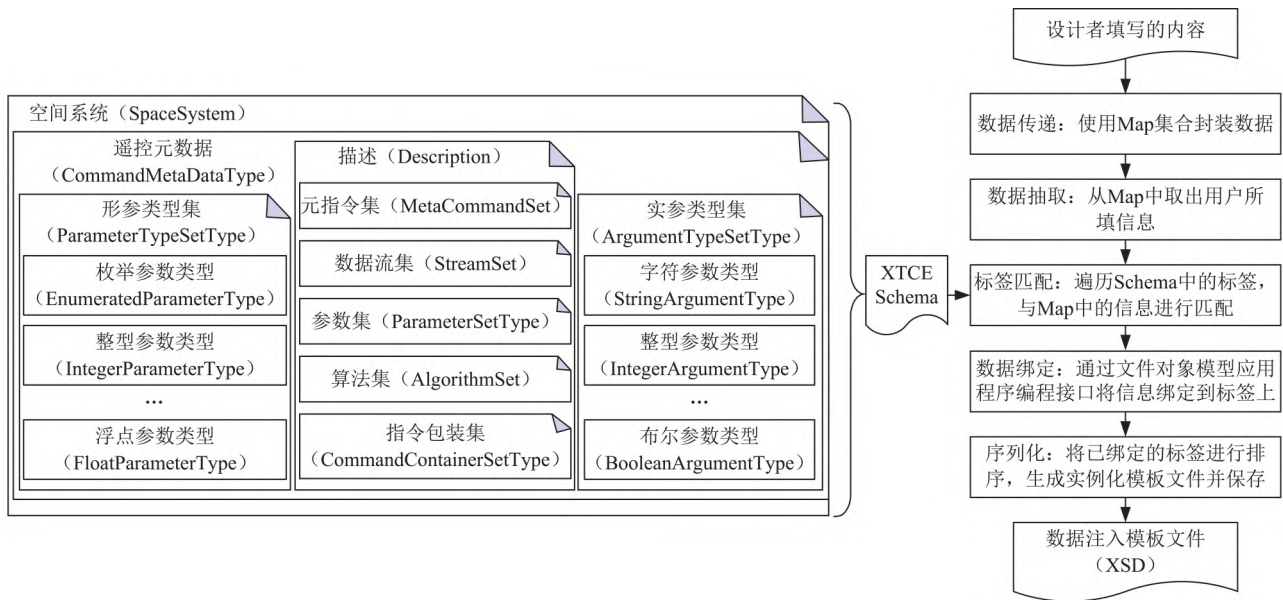 空间系统（SpaceSystem）
遥控元数据
（CommandMetaDataType）
形参类型集
（ParameterTypeSetType）
枚举参数类型
（EnumeratedParameterType）
整型参数类型
（IntegerParameterType）
…
浮点参数类型
（FloatParameterType）
描述（Description）
元指令集（MetaCommandSet）
数据流集（StreamSet）
参数集（ParameterSetType）
算法集（AlgorithmSet）
指令包装集
（CommandContainerSetType）
实参类型集
（ArgumentTypeSetType）
字符参数类型
（StringArgumentType）
整型参数类型
（IntegerArgumentType）
…
布尔参数类型
（BooleanArgumentType）
XTCE
Schema
设计者填写的内容
数据传递：使用Map集合封装数据
数据抽取：从Map中取出用户所
填信息
标签匹配：遍历Schema中的标签，
与Map中的信息进行匹配
数据绑定：通过文件对象模型应用
程序编程接口将信息绑定到标签上
序列化：将已绑定的标签进行排
序，生成实例化模板文件并保存
数据注入模板文件
（XSD）